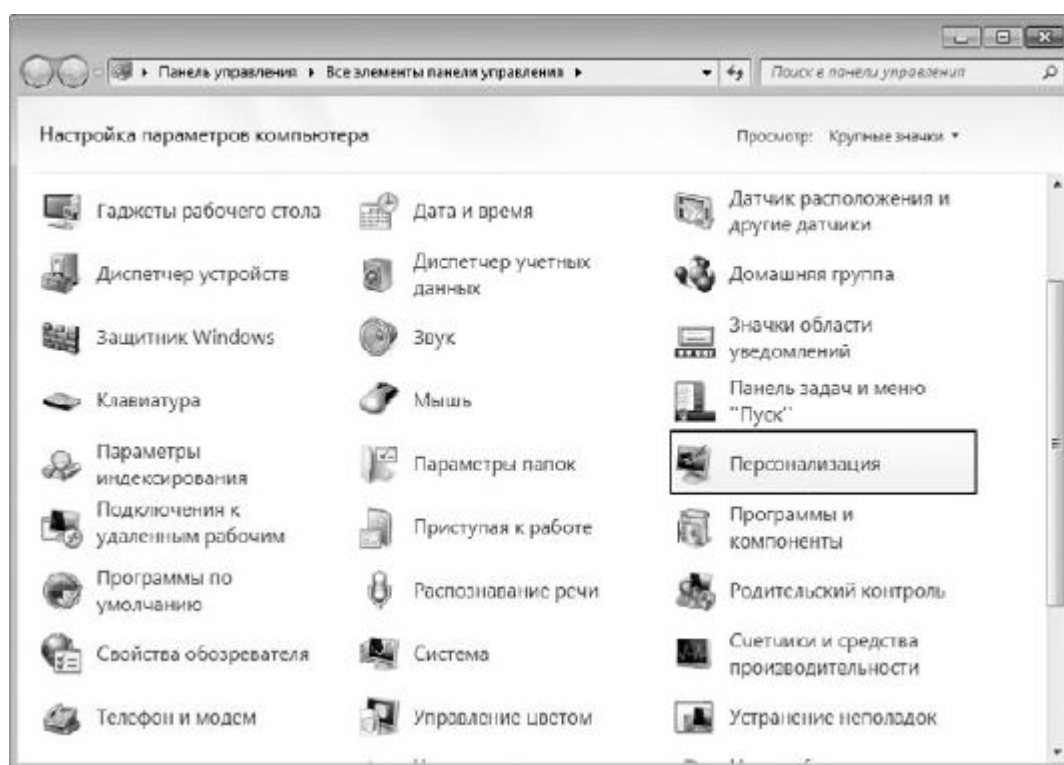 Панель управления ▸ Все элементы панели управления ▸ Поиск в панели управления
Настройка параметров компьютера Просмотр: Крупные значки
Гаджеты рабочего стола Дата и время Датчик расположения и
другие датчики
Диспетчер устройств Диспетчер учетных
данных Домашняя группа
Защитник Windows Звук Значки области
уведомлений
Клавиатура Мышь Панель задач и меню
"Пуск"
Параметры
индексирования Параметры папок Персонализация
Подключения к
удаленным рабочим Приступая к работе Программы и
компоненты
Программы по
умолчанию Распознавание речи Родительский контроль
Свойства обозревателя Система Счетчики и средства
производительности
Телефон и модем Управление цветом Устранение неполадок